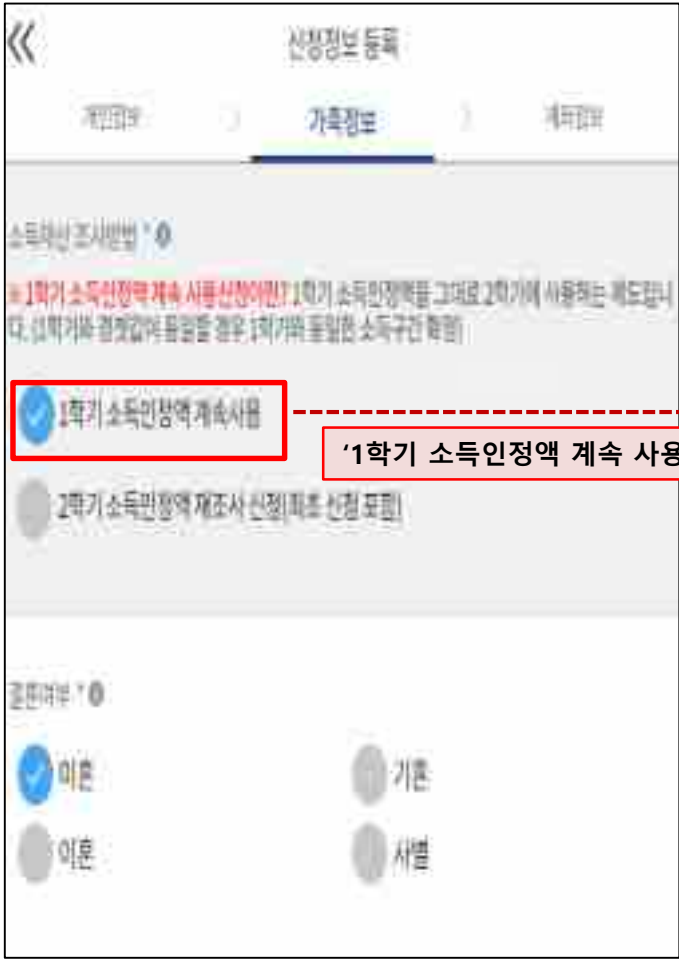 신청정보 등록
개인정보
가족정보
계좌정보
소득재산 조사방법 *
※ 1학기 소득인정액 계속 사용신청이란? 1학기 소득인정액을 그대로 2학기에 사용하는 제도입니
다. (1학기와 경곗값이 동일할 경우 1학기와 동일한 소득구간 확정)
1학기 소득인정액 계속사용
'1학기 소득인정액 계속 사용
2학기 소득인정액 재조사 신청(최초 신청 포함)
결혼여부 *
미혼
기혼
이혼
사별